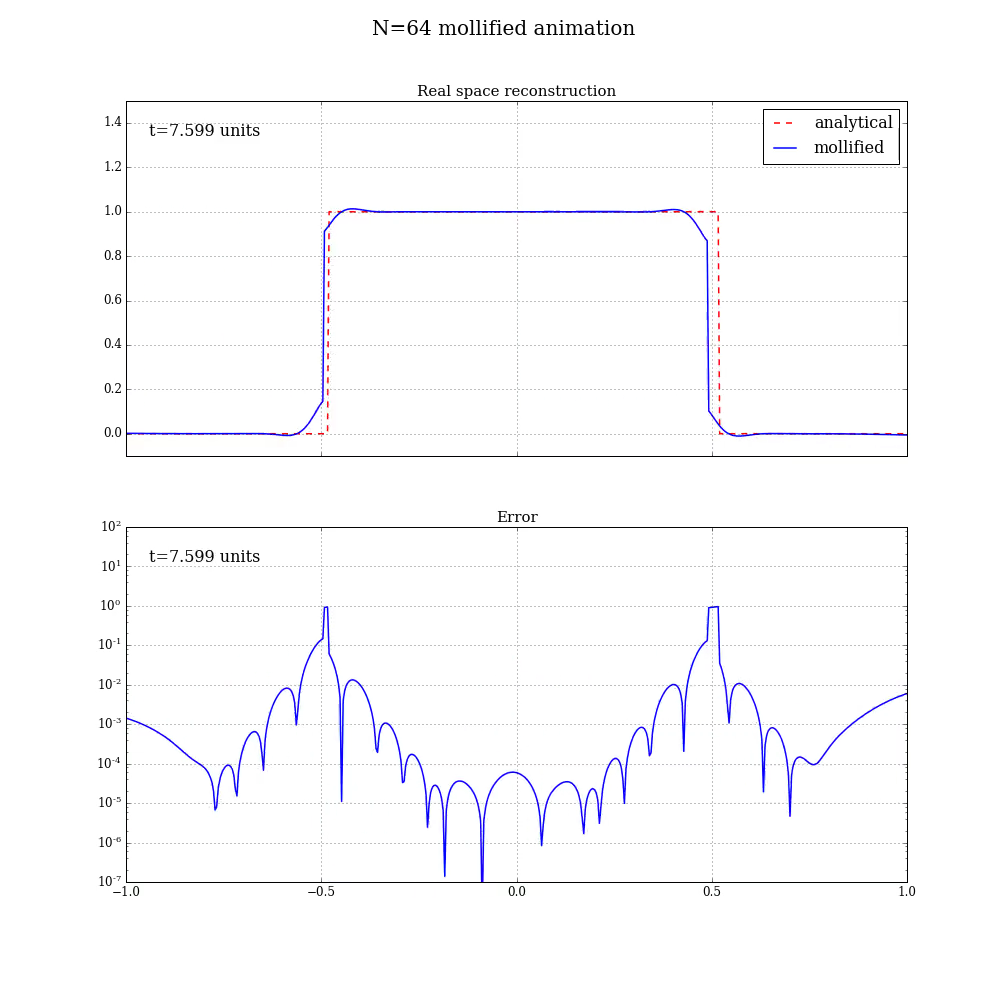 N=64 mollified animation
Real space reconstruction
t=7.599 units
analytical
mollified
1.4
1.2
1.0
0.8
0.6
0.4
0.2
0.0
Error
t=7.599 units
10²
10¹
10⁰
10⁻¹
10⁻²
10⁻³
10⁻⁴
10⁻⁵
10⁻⁶
10⁻⁷
−1.0 −0.5 0.0 0.5 1.0